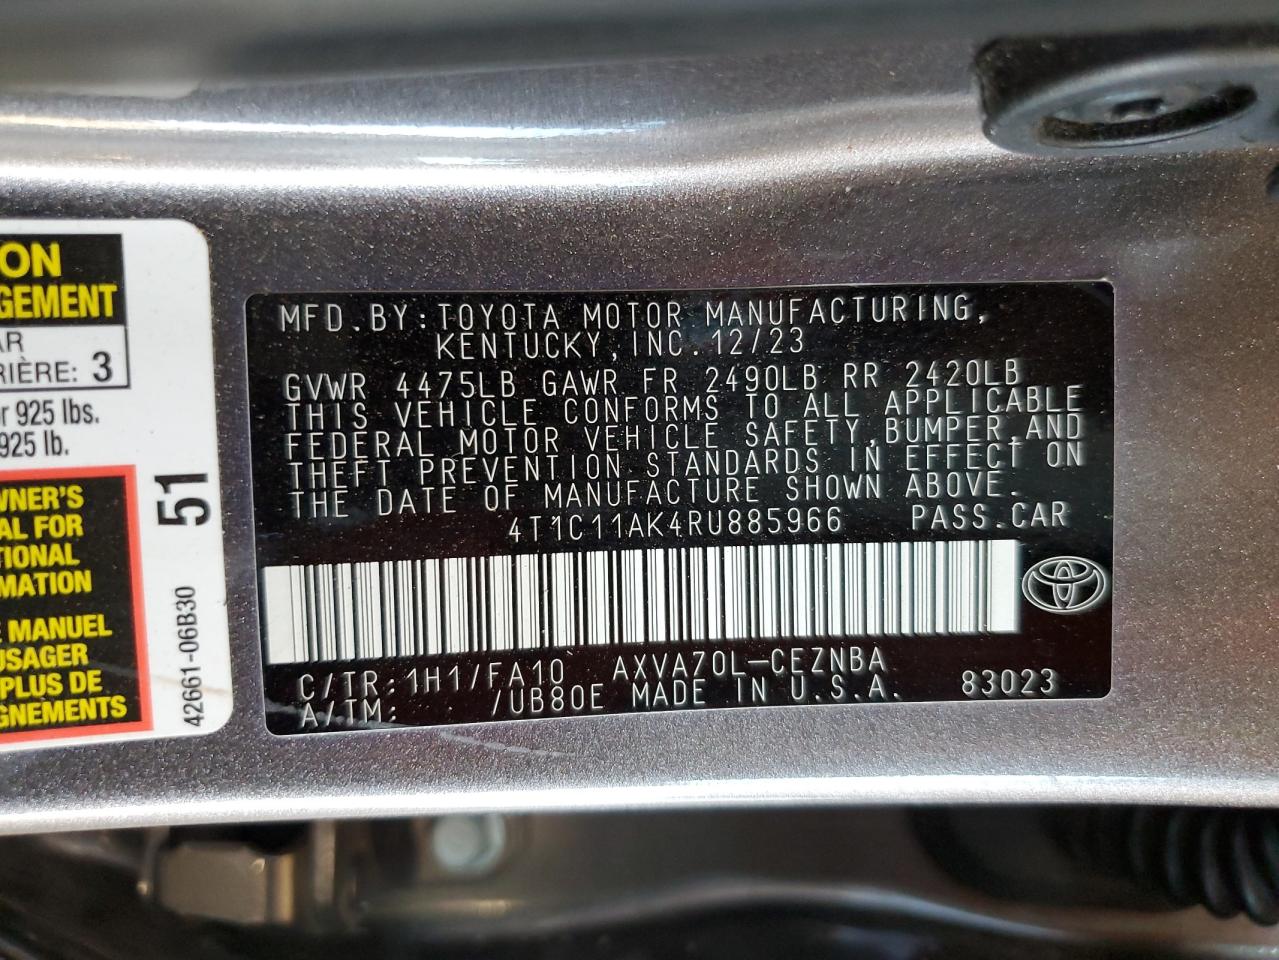 ON
GEMENT
AR
RIÈRE: 3
925 lbs.
925 lb.
WNER'S
AL FOR
TIONAL
MATION
E MANUEL
USAGER
PLUS DE
GNEMENTS
51
42661-06B30
MFD.BY:TOYOTA MOTOR MANUFACTURING,
KENTUCKY,INC.12/23
GVWR 4475LB GAWR FR 2490LB RR 2420LB
THIS VEHICLE CONFORMS TO ALL APPLICABLE
FEDERAL MOTOR VEHICLE SAFETY,BUMPER,AND
THEFT PREVENTION STANDARDS IN EFFECT ON
THE DATE OF MANUFACTURE SHOWN ABOVE.
4T1C11AK4RU885966 PASS.CAR
C/TR:1H1/FA10 AXVA70L-CEZNBA
A/TM: /UB80E MADE IN U.S.A. 83023